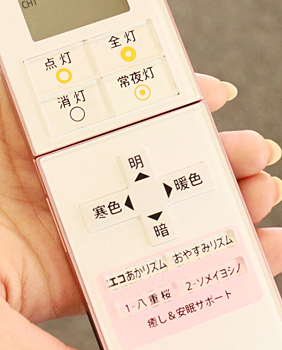 CH1
点灯 全灯
消灯 常夜灯
明
寒色 暖色
暗
エコあかリズム おやすみリズム
1-八重桜 2-ソメイヨシノ
癒し&安眠サポート